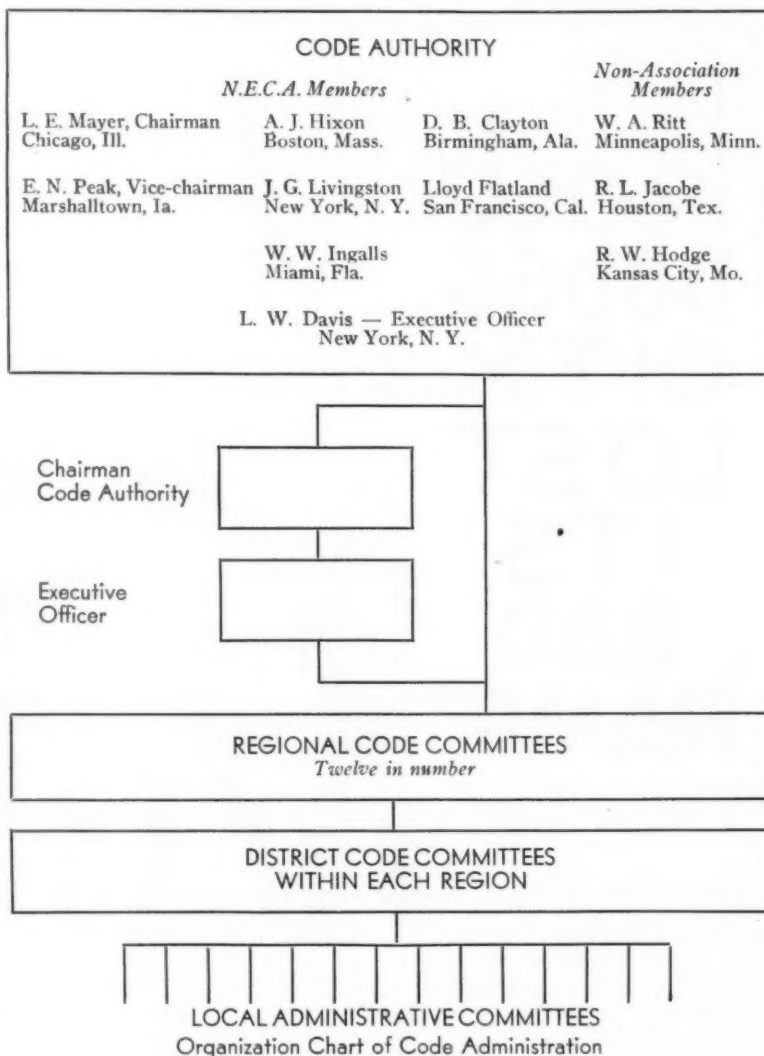 CODE AUTHORITY
N.E.C.A. Members
Non-Association
Members
L. E. Mayer, Chairman
Chicago, Ill.
A. J. Hixon
Boston, Mass.
D. B. Clayton
Birmingham, Ala.
W. A. Ritt
Minneapolis, Minn.
E. N. Peak, Vice-chairman
Marshalltown, Ia.
J. G. Livingston
New York, N. Y.
Lloyd Flatland
San Francisco, Cal.
R. L. Jacobe
Houston, Tex.
W. W. Ingalls
Miami, Fla.
R. W. Hodge
Kansas City, Mo.
L. W. Davis — Executive Officer
New York, N. Y.
Chairman
Code Authority
Executive
Officer
REGIONAL CODE COMMITTEES
Twelve in number
DISTRICT CODE COMMITTEES
WITHIN EACH REGION
LOCAL ADMINISTRATIVE COMMITTEES
Organization Chart of Code Administration